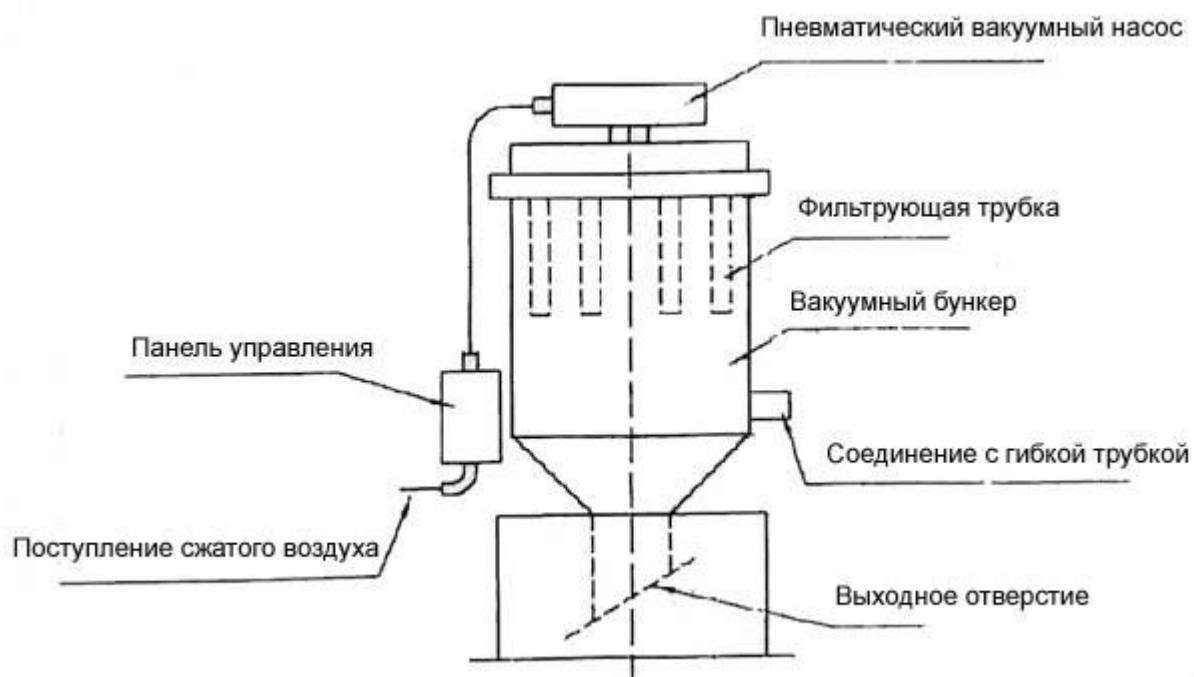 Пневматический вакуумный насос
Фильтрующая трубка
Вакуумный бункер
Панель управления
Соединение с гибкой трубкой
Поступление сжатого воздуха
Выходное отверстие